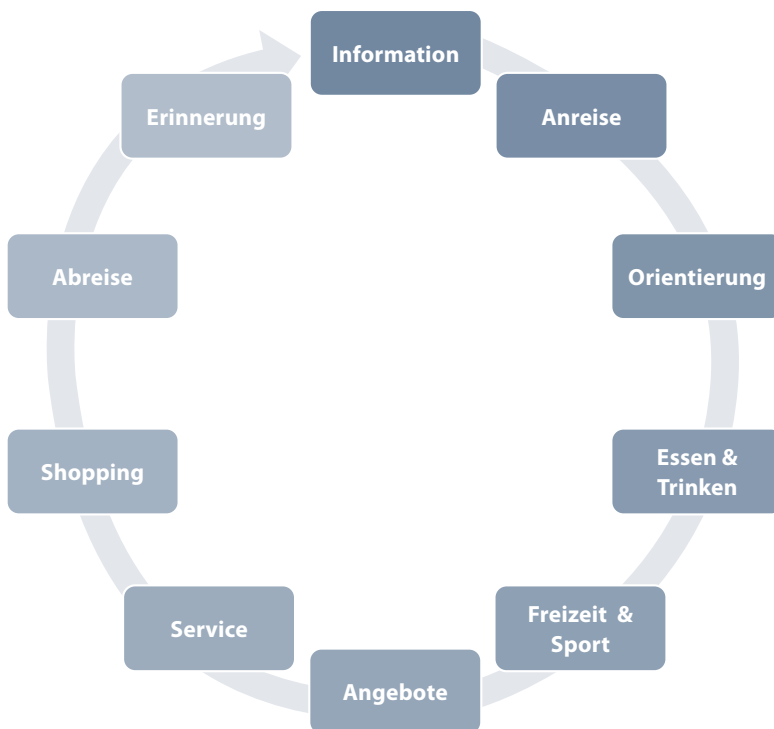 Information
Anreise
Orientierung
Essen &
Trinken
Freizeit &
Sport
Angebote
Service
Shopping
Abreise
Erinnerung